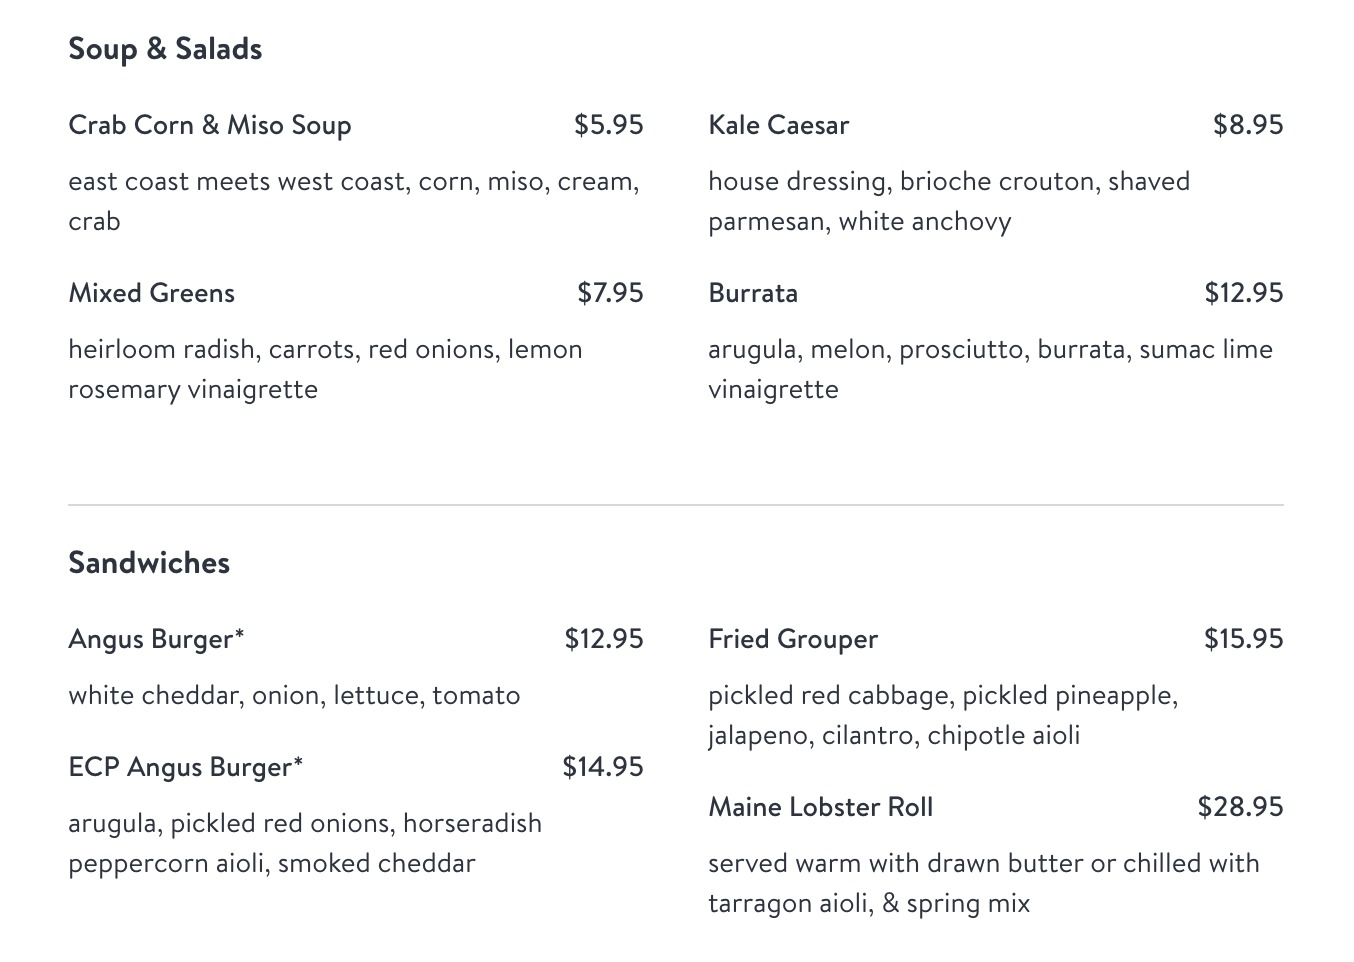 Soup & Salads
Crab Corn & Miso Soup $5.95
east coast meets west coast, corn, miso, cream,
crab
Mixed Greens $7.95
heirloom radish, carrots, red onions, lemon
rosemary vinaigrette
Kale Caesar $8.95
house dressing, brioche crouton, shaved
parmesan, white anchovy
Burrata $12.95
arugula, melon, prosciutto, burrata, sumac lime
vinaigrette
Sandwiches
Angus Burger* $12.95
white cheddar, onion, lettuce, tomato
ECP Angus Burger* $14.95
arugula, pickled red onions, horseradish
peppercorn aioli, smoked cheddar
Fried Grouper $15.95
pickled red cabbage, pickled pineapple,
jalapeno, cilantro, chipotle aioli
Maine Lobster Roll $28.95
served warm with drawn butter or chilled with
tarragon aioli, & spring mix